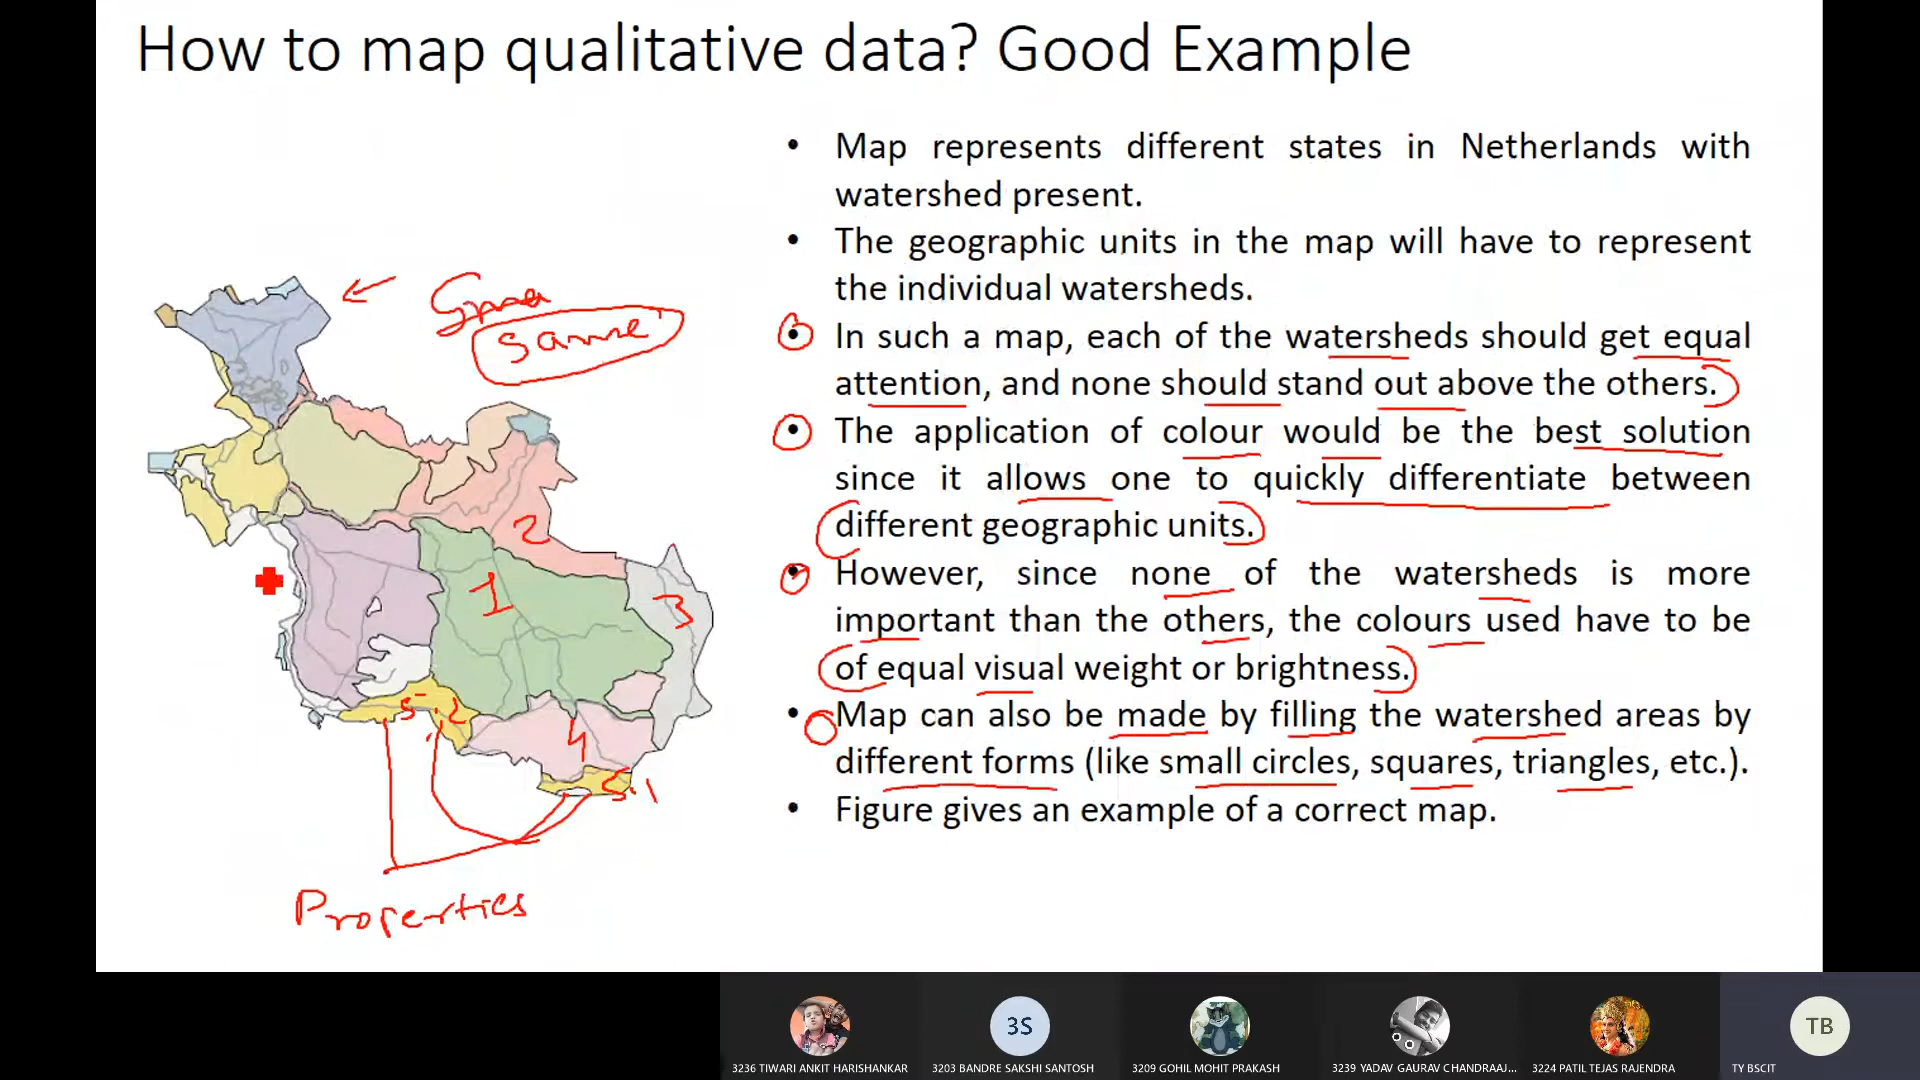 How to map qualitative data? Good Example
• Map represents different states in Netherlands with
watershed present.
• The geographic units in the map will have to represent
the individual watersheds.
• In such a map, each of the watersheds should get equal
attention, and none should stand out above the others.
• The application of colour would be the best solution
since it allows one to quickly differentiate between
different geographic units.
• However, since none of the watersheds is more
important than the others, the colours used have to be
of equal visual weight or brightness.
• Map can also be made by filling the watershed areas by
different forms (like small circles, squares, triangles, etc.).
• Figure gives an example of a correct map.
same
2
1
3
4
5.1
Properties
3S
TB
3236 TIWARI ANKIT HARISHANKAR
3203 BANDRE SAKSHI SANTOSH
3209 GOHIL MOHIT PRAKASH
3239 YADAV GAURAV CHANDRAAJ...
3224 PATIL TEJAS RAJENDRA
TY BSCIT